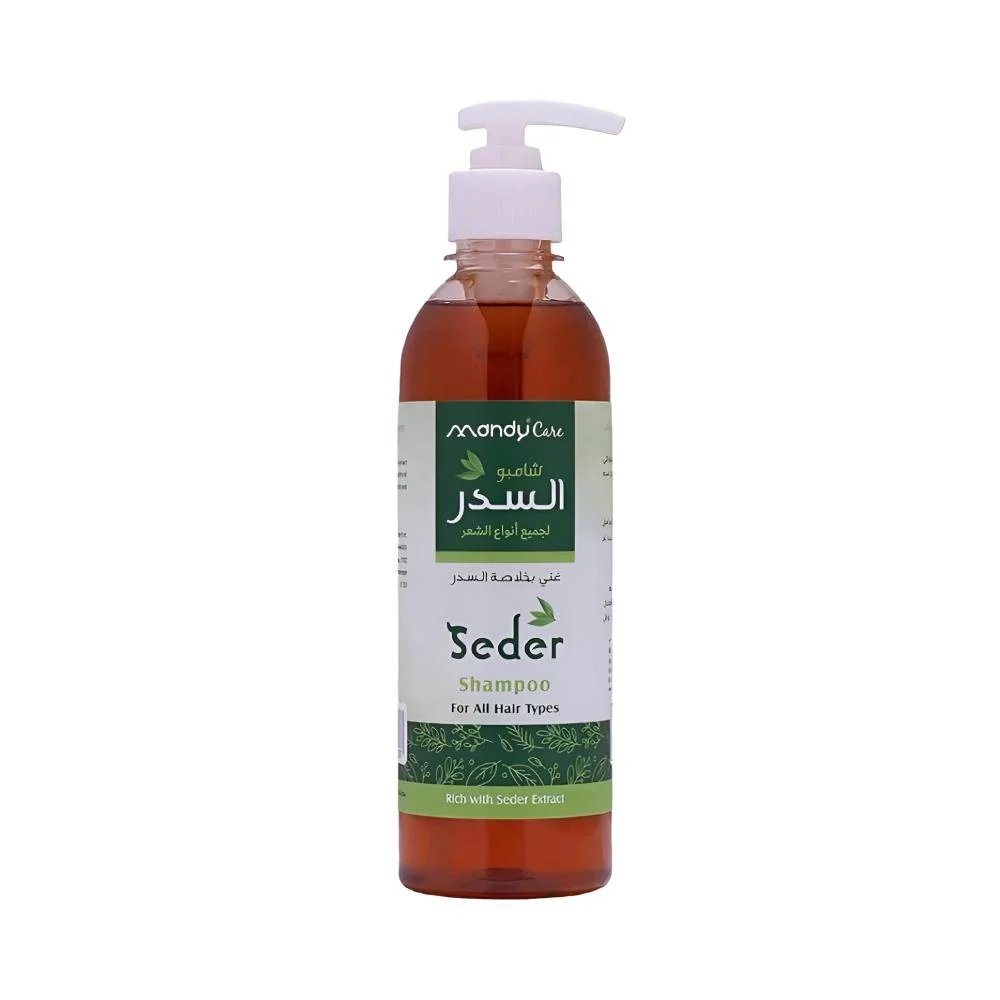 Mandy Care
شامبو
السدر
لجميع أنواع الشعر
غني بخلاصة السدر
Seder
Shampoo
For All Hair Types
Rich with Seder Extract